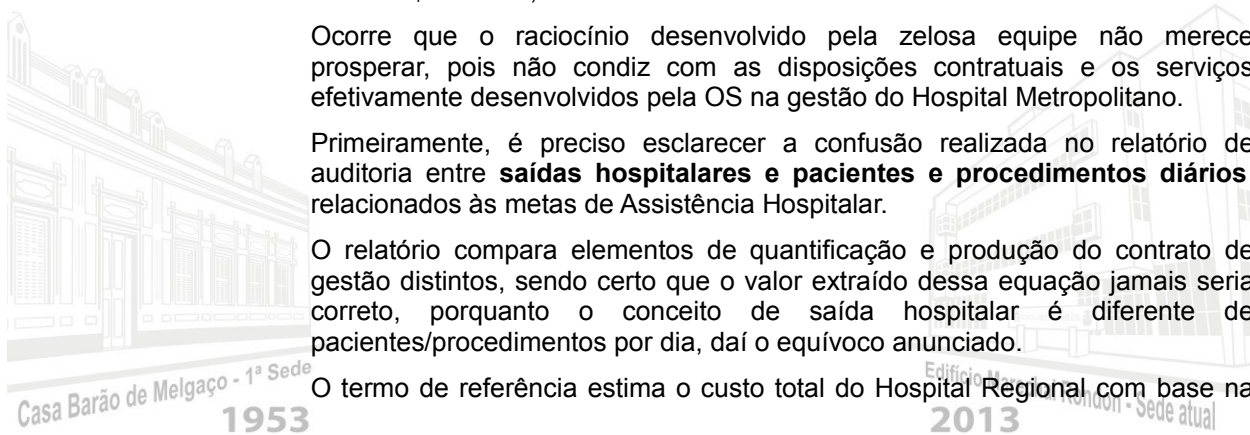 Ocorre que o raciocínio desenvolvido pela zelosa equipe não merece
prosperar, pois não condiz com as disposições contratuais e os serviços
efetivamente desenvolvidos pela OS na gestão do Hospital Metropolitano.
Primeiramente, é preciso esclarecer a confusão realizada no relatório de
auditoria entre saídas hospitalares e pacientes e procedimentos diários
relacionados às metas de Assistência Hospitalar.
O relatório compara elementos de quantificação e produção do contrato de
gestão distintos, sendo certo que o valor extraído dessa equação jamais seria
correto, porquanto o conceito de saída hospitalar é diferente de
pacientes/procedimentos por dia, daí o equívoco anunciado.
O termo de referência estima o custo total do Hospital Regional com base na
Casa Barão de Melgaço - 1ª Sede
1953
Edifício Rondon - Sede atual
2013